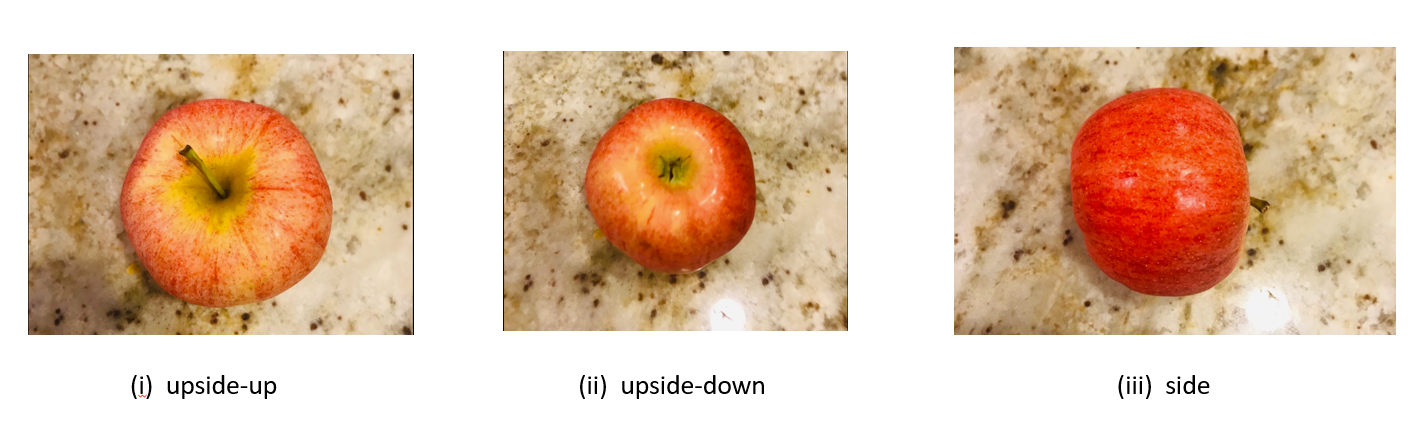 (i) upside-up
(ii) upside-down
(iii) side